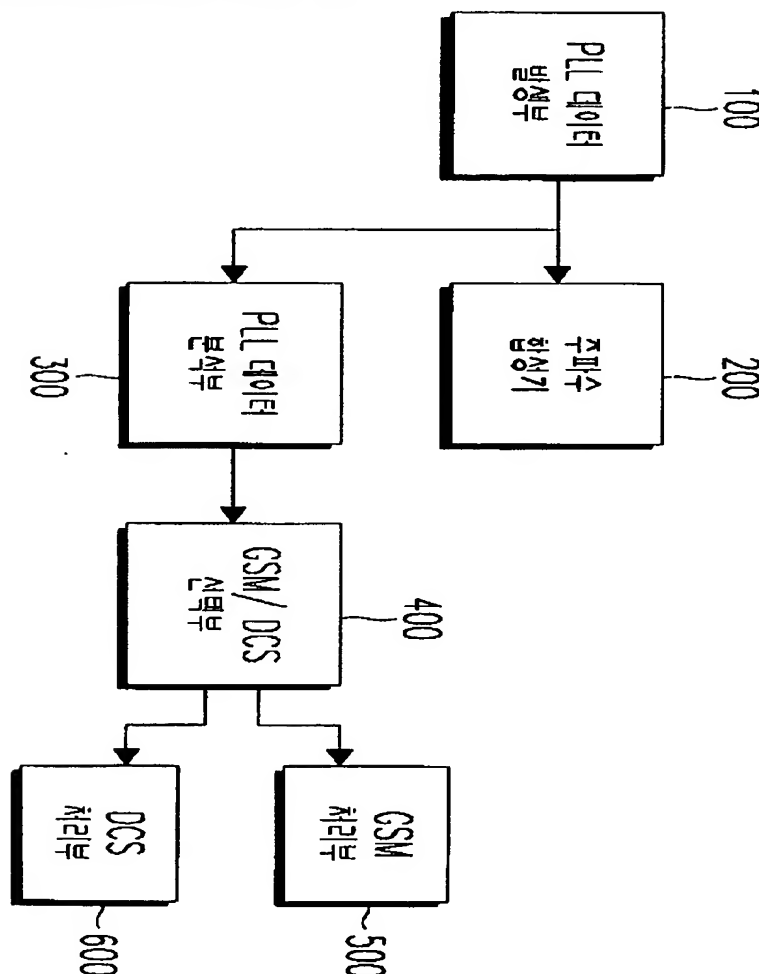 100
PLL 데이터
발생부
200
주파수
합성기
300
PLL 데이터
분석부
400
GSM / DCS
선택부
500
GSM
처리부
600
DCS
처리부